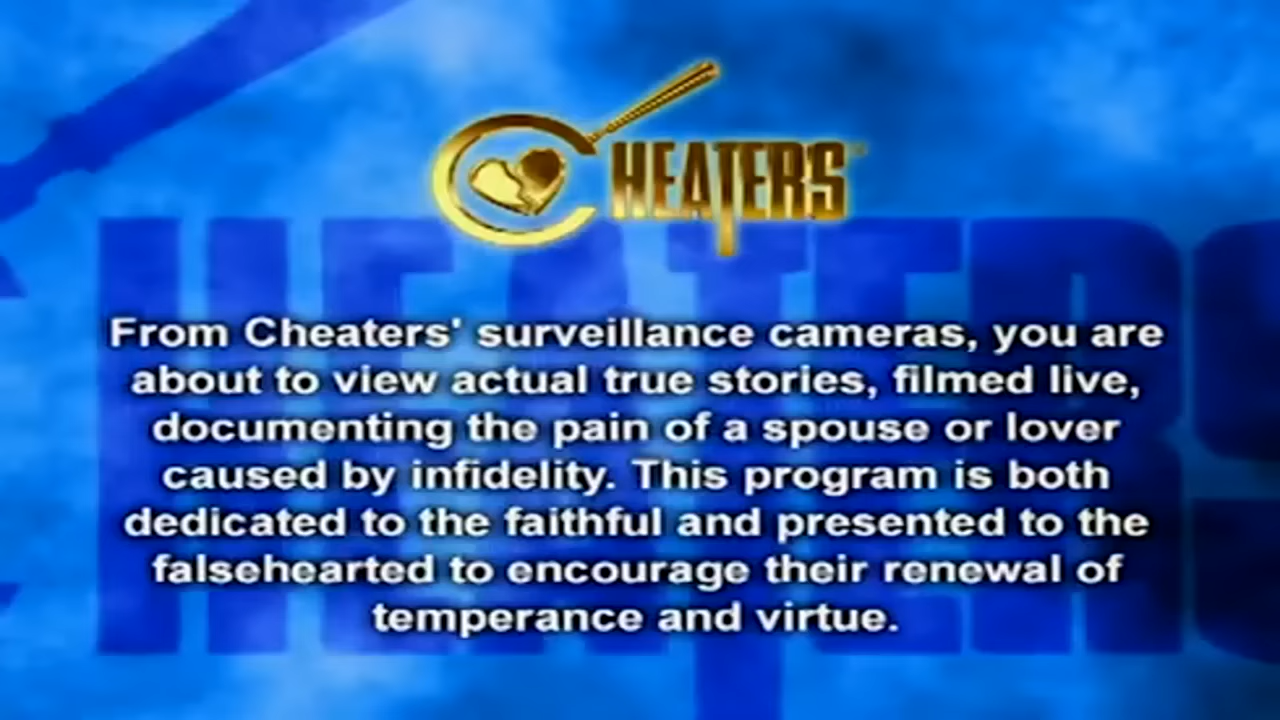 CHEATERS
From Cheaters' surveillance cameras, you are
about to view actual true stories, filmed live,
documenting the pain of a spouse or lover
caused by infidelity. This program is both
dedicated to the faithful and presented to the
falsehearted to encourage their renewal of
temperance and virtue.